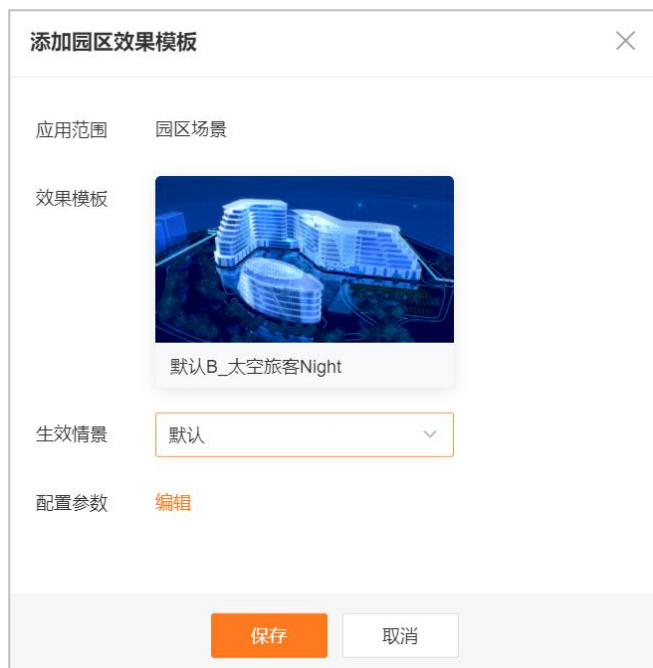 添加园区效果模板
应用范围 园区场景
效果模板
默认B_太空旅客Night
生效情景 默认
配置参数 编辑
保存 取消